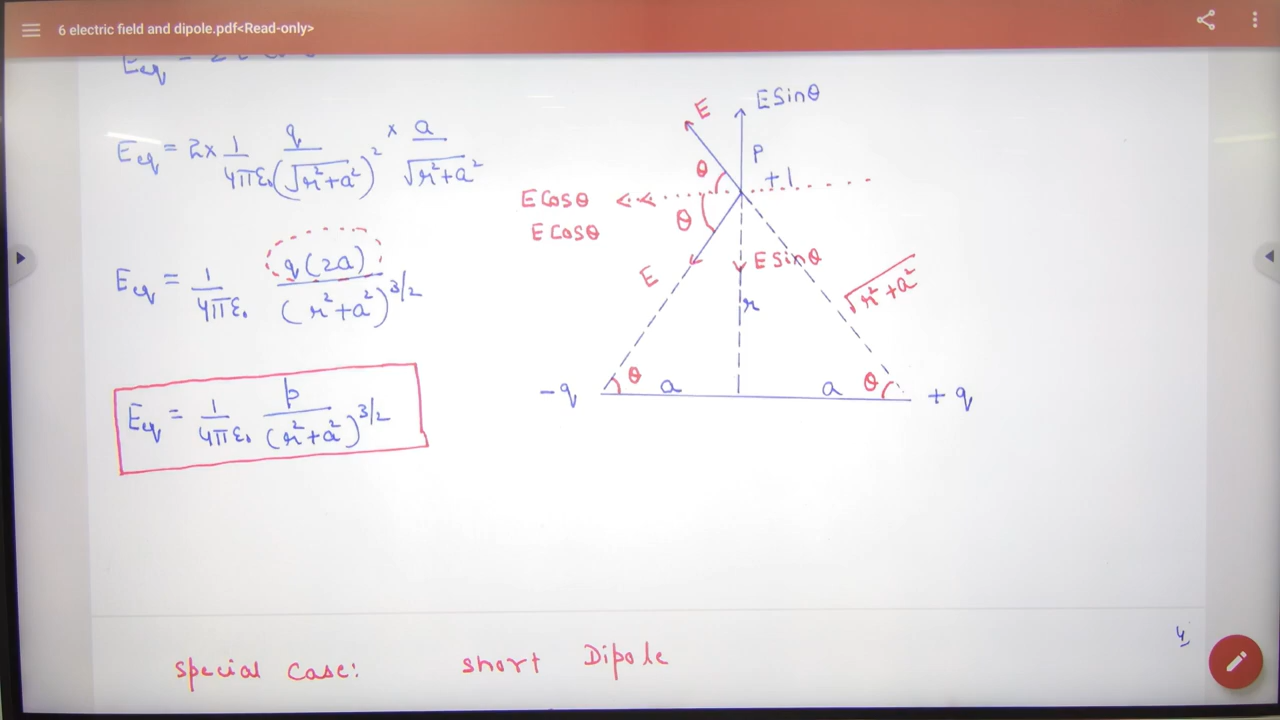 6 electric field and dipole.pdf<Read-only>
Eeq = 2× 1/4πε₀ q/(√r²+a²)² × a/√r²+a²
Eeq = 1/4πε₀ q(2a)/(r²+a²)^3/2
Eeq = 1/4πε₀ p/(r²+a²)^3/2
E
E Sinθ
P
θ
+1
E Cosθ
θ
E Cosθ
E
E Sinθ
r
√r²+a²
-q
θ
a
a
θ
+q
4
special case: short Dipole